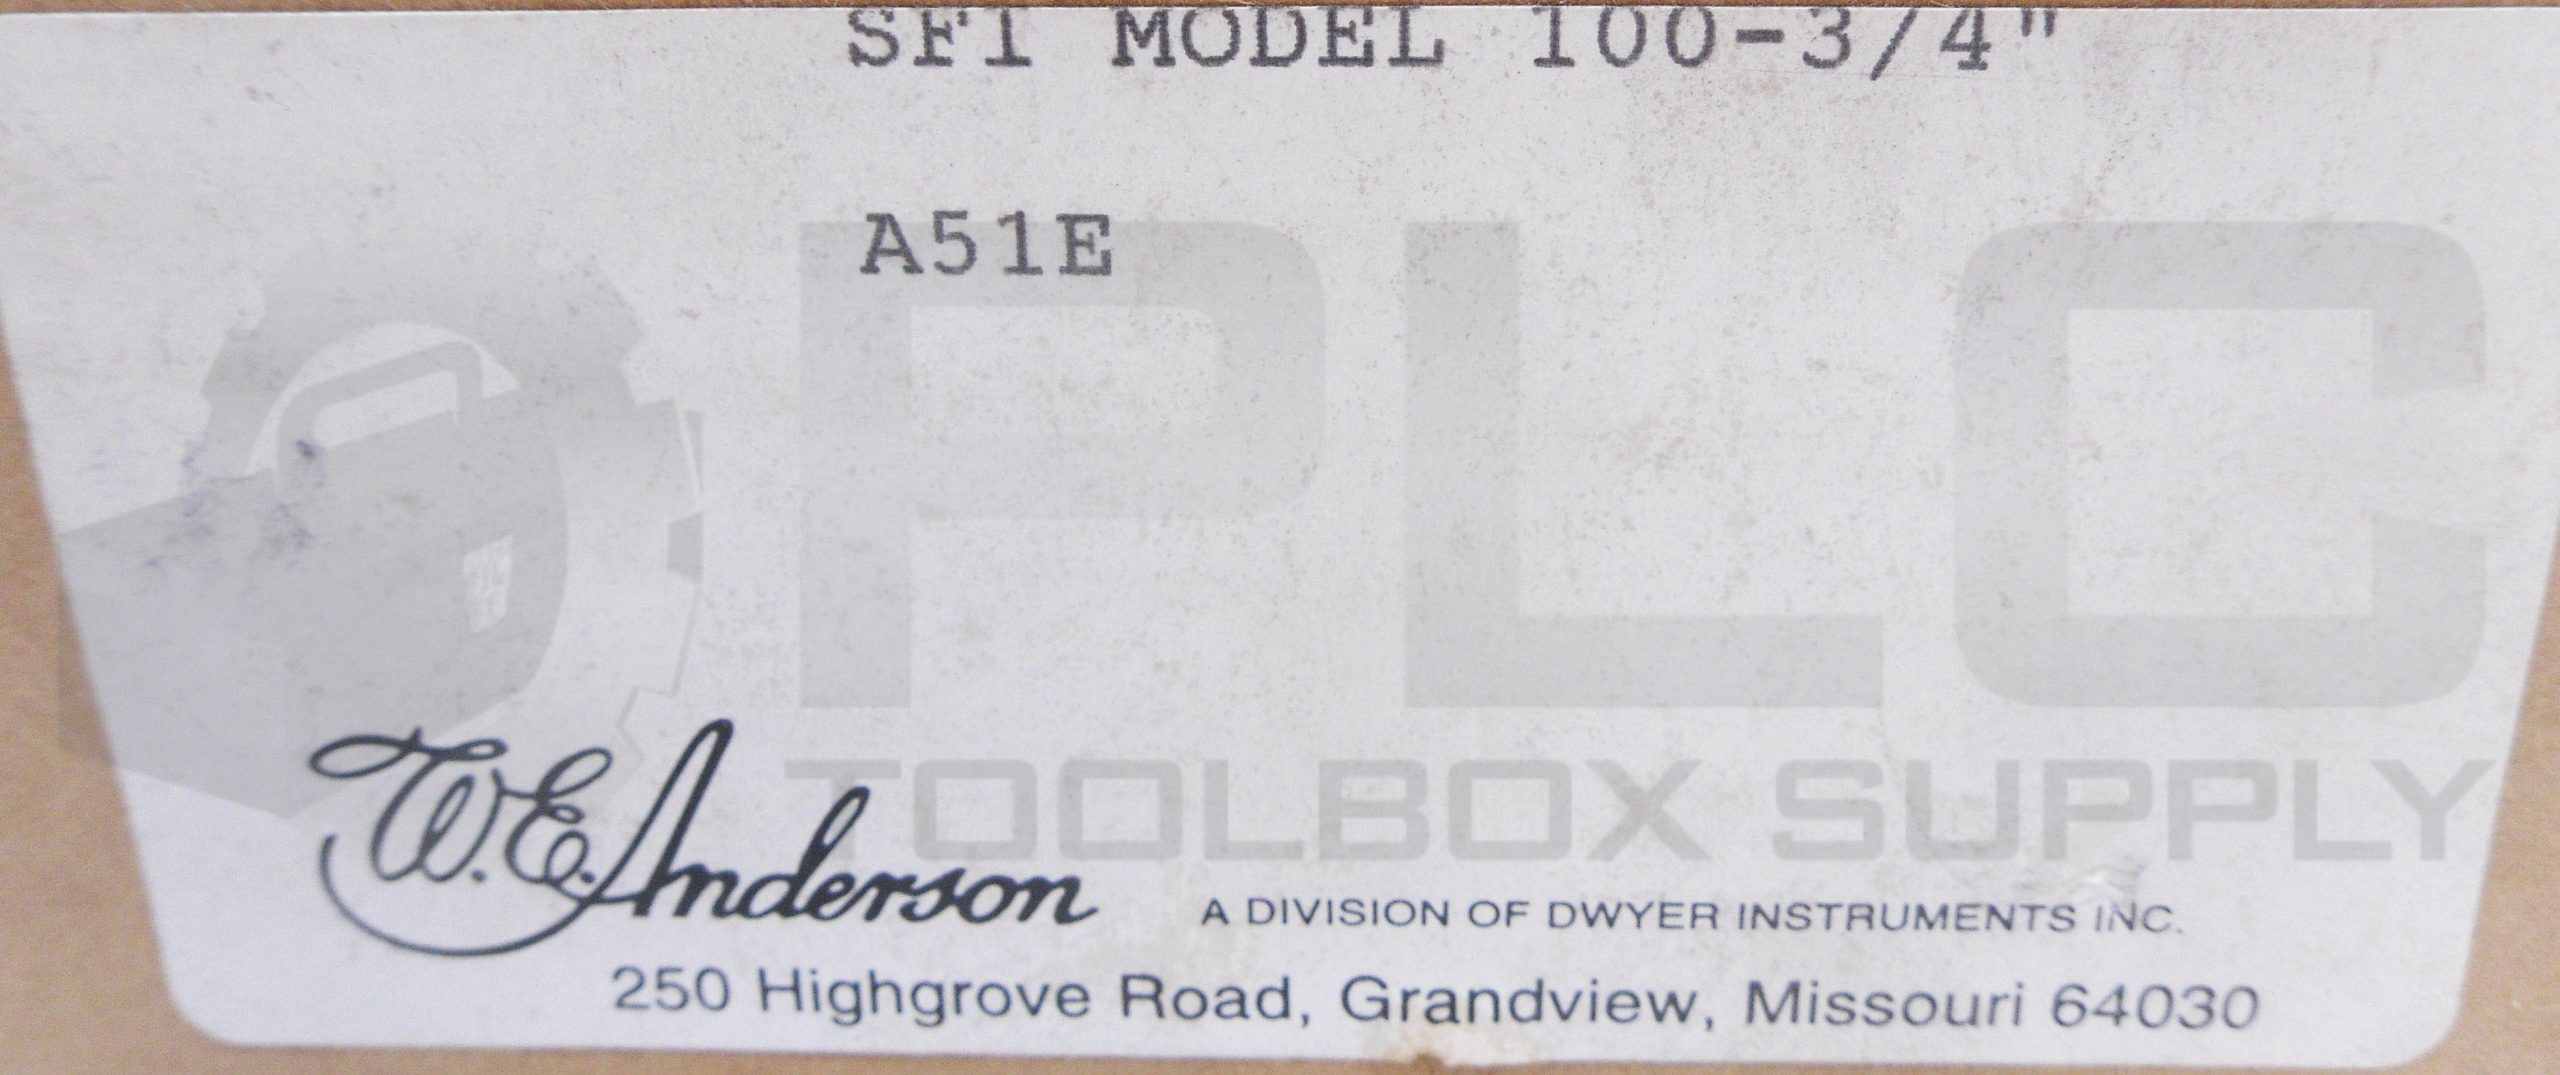 SFI MODEL 100-3/4"
A51E
PLC
TOOLBOX SUPPLY
W.E. Anderson A DIVISION OF DWYER INSTRUMENTS INC.
250 Highgrove Road, Grandview, Missouri 64030